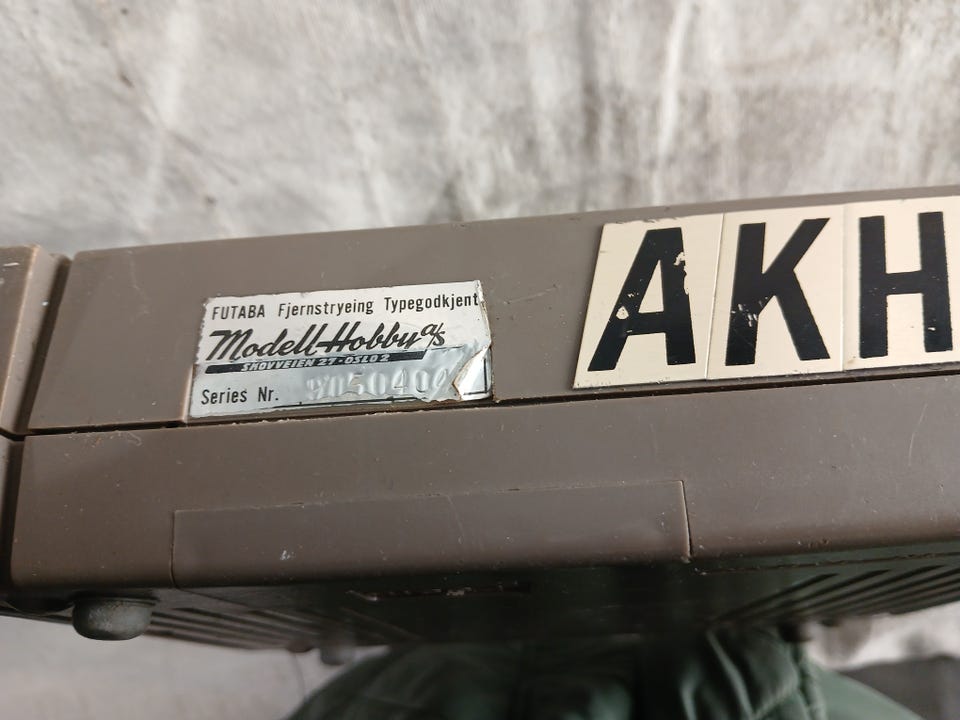 FUTABA Fjernstryeing Typegodkjent
Modell-Hobby a/s
SKOVVEIEN 27 - OSLO 2
Series Nr.
AKH